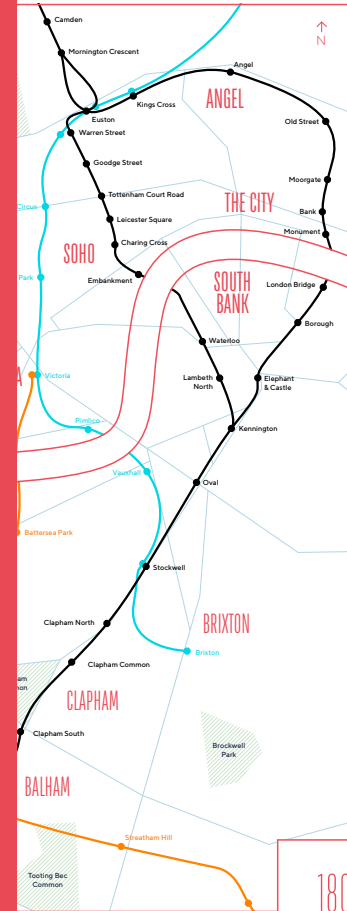 Camden
N
Mornington Crescent
Angel
Kings Cross
ANGEL
Euston
Old Street
Warren Street
Goodge Street
Moorgate
Tottenham Court Road
THE CITY
Circus
Bank
Leicester Square
Monument
Charing Cross
SOHO
Park
Embankment
SOUTH
BANK
London Bridge
Borough
Waterloo
Victoria
Lambeth
North
Elephant
& Castle
Pimlico
Kennington
Vauxhall
Oval
Battersea Park
Stockwell
Clapham North
BRIXTON
Brixton
Clapham Common
CLAPHAM
Clapham South
Brockwell
Park
BALHAM
Streatham Hill
Tooting Bec
Common
180